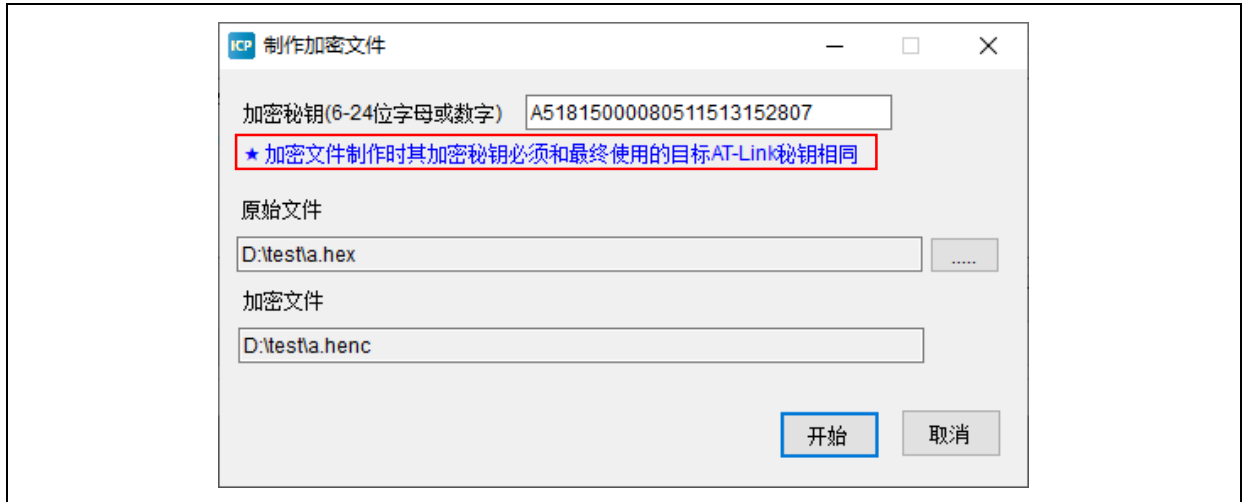 ICP 制作加密文件
加密秘钥(6-24位字母或数字) A51815000080511513152807
★ 加密文件制作时其加密秘钥必须和最终使用的目标AT-Link秘钥相同
原始文件
D:\test\a.hex .....
加密文件
D:\test\a.henc
开始 取消